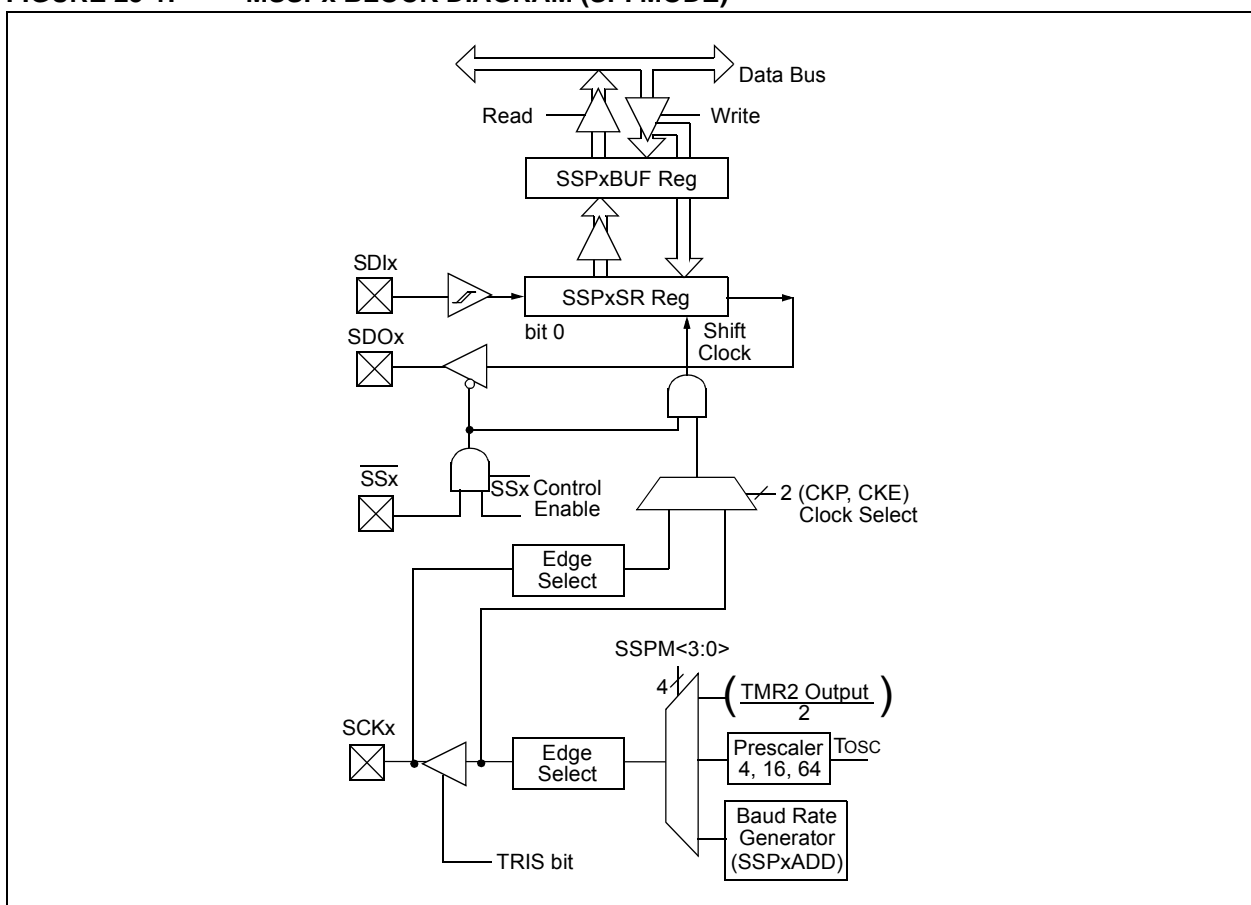 Data Bus
Read
Write
SSPxBUF Reg
SDIx
SSPxSR Reg
bit 0
Shift
Clock
SDOx
SSx
SSx Control
Enable
2 (CKP, CKE)
Clock Select
Edge
Select
SSPM<3:0>
4
( TMR2 Output )
2
SCKx
Edge
Select
Prescaler
4, 16, 64
TOSC
Baud Rate
Generator
(SSPxADD)
TRIS bit